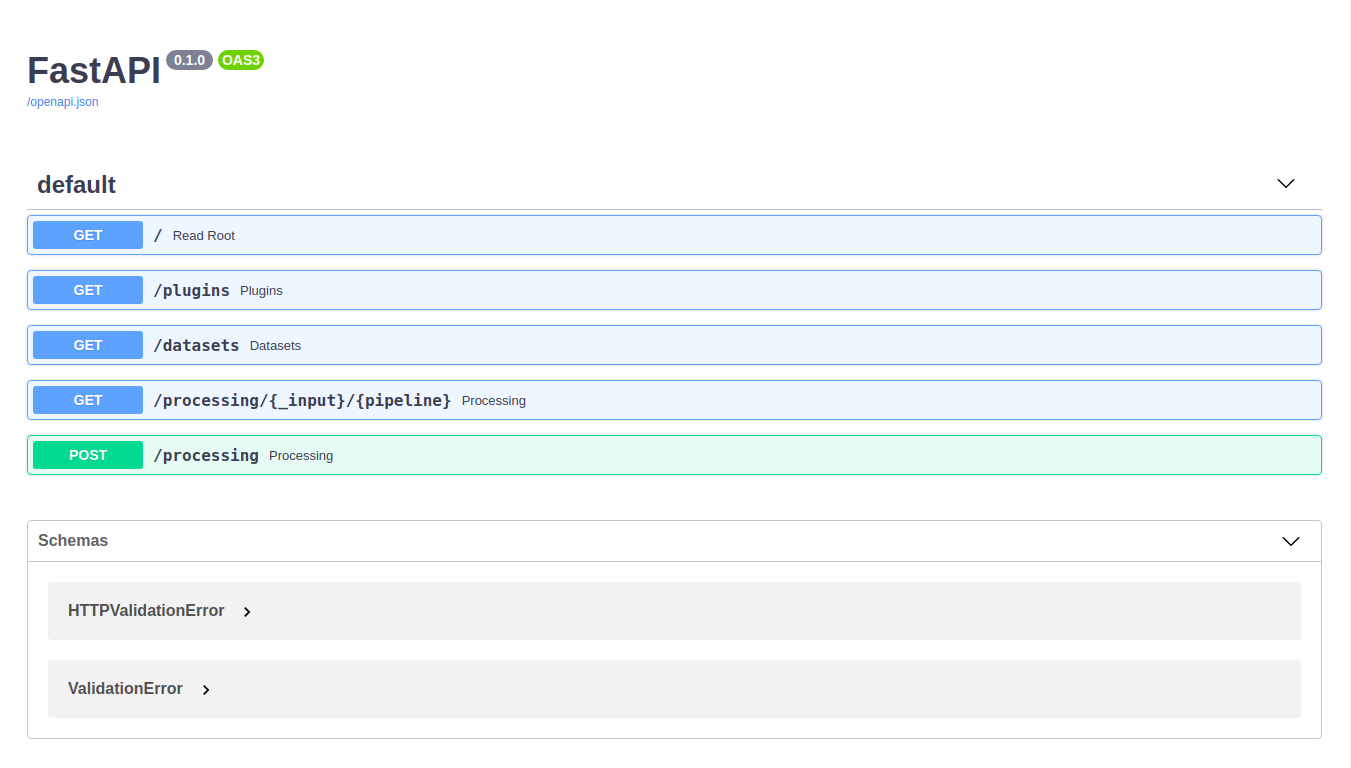 FastAPI 0.1.0 OAS3
/openapi.json
default
GET / Read Root
GET /plugins Plugins
GET /datasets Datasets
GET /processing/{_input}/{pipeline} Processing
POST /processing Processing
Schemas
HTTPValidationError
ValidationError